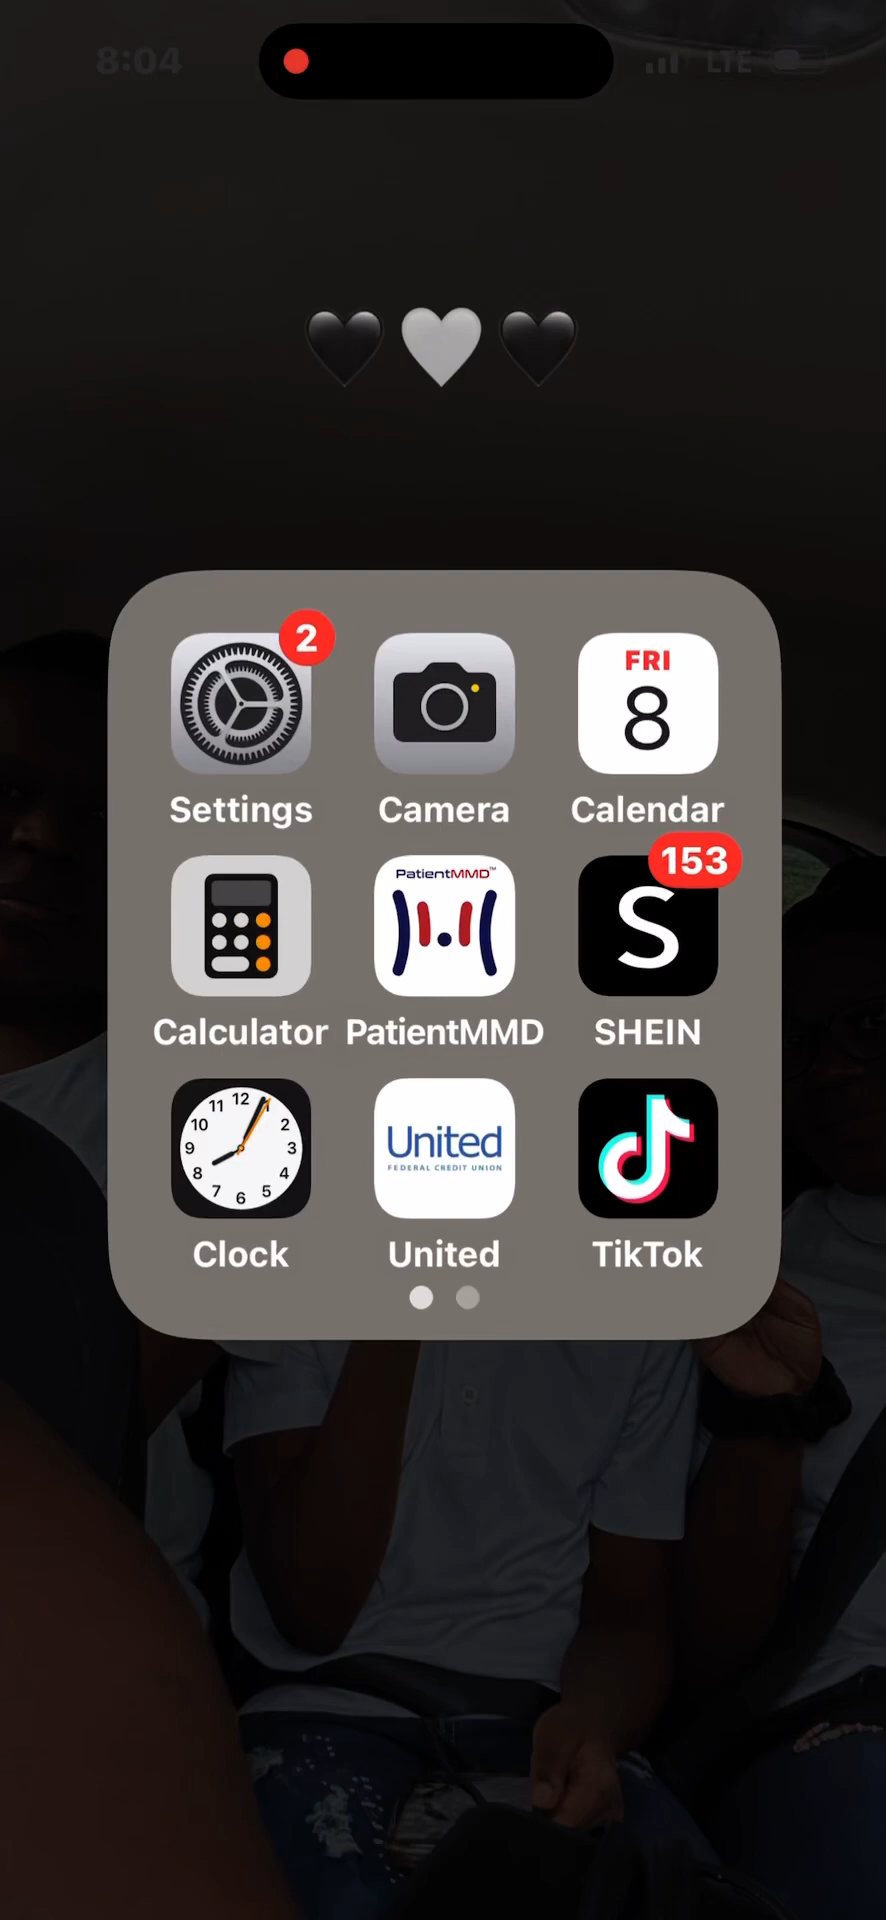 8:04
LTE
🖤🤍🖤
2
FRI
8
Settings
Camera
Calendar
153
PatientMMD™
S
Calculator
PatientMMD
SHEIN
12
11
1
10
2
9
3
8
4
7
5
6
United
FEDERAL CREDIT UNION
Clock
United
TikTok